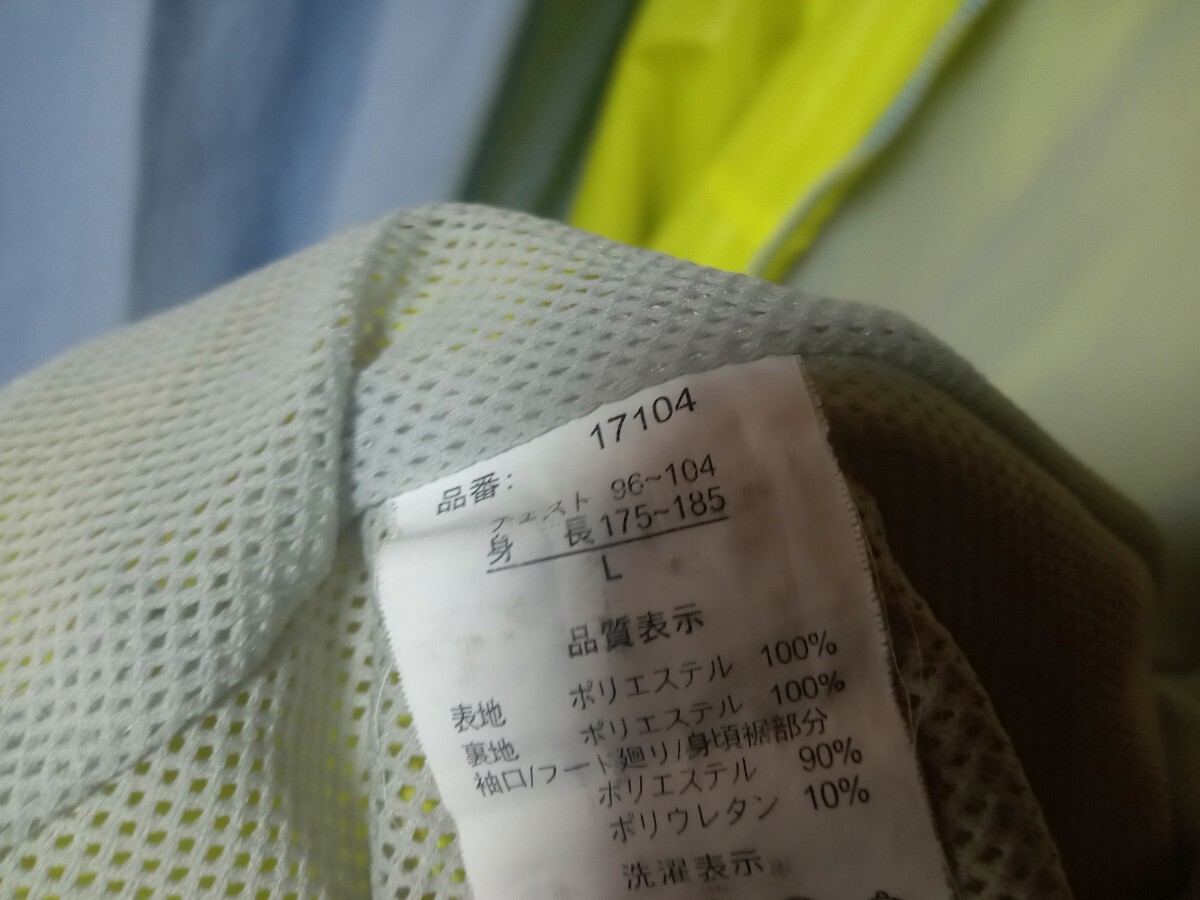 品番: 17104
チェスト 96~104
身 長 175~185
L
品質表示
表地 ポリエステル 100%
裏地 ポリエステル 100%
袖口/フード廻り/身頃裾部分
ポリエステル 90%
ポリウレタン 10%
洗濯表示